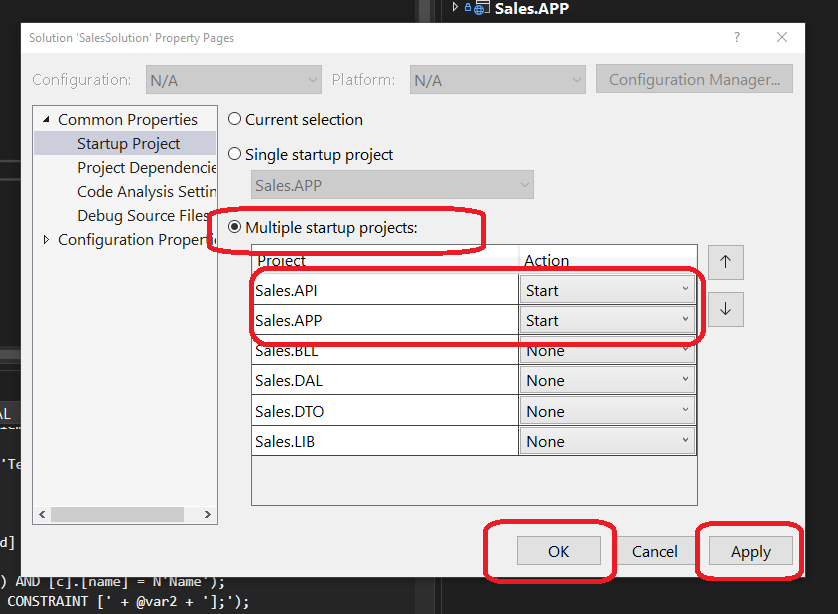 Sales.APP
Solution 'SalesSolution' Property Pages
?
Configuration: N/A Platform: N/A Configuration Manager...
Common Properties
Startup Project
Project Dependencie
Code Analysis Settin
Debug Source Files
Configuration Properti
Current selection
Single startup project
Sales.APP
Multiple startup projects:
Project Action
Sales.API Start
Sales.APP Start
Sales.BLL None
Sales.DAL None
Sales.DTO None
Sales.LIB None
OK Cancel Apply
AL
'Te
d]
) AND [c].[name] = N'Name');
CONSTRAINT [' + @var2 + '];');